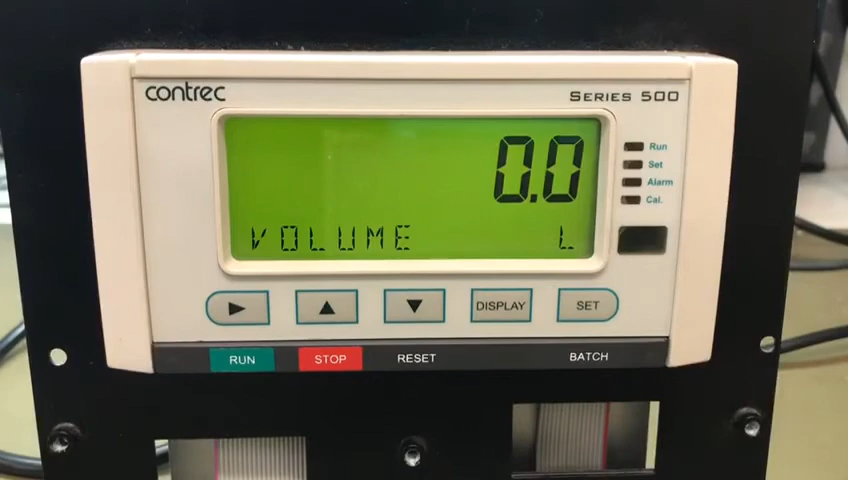 contrec
SERIES 500
0.0
VOLUME L
Run
Set
Alarm
Cal.
DISPLAY
SET
RUN
STOP
RESET
BATCH